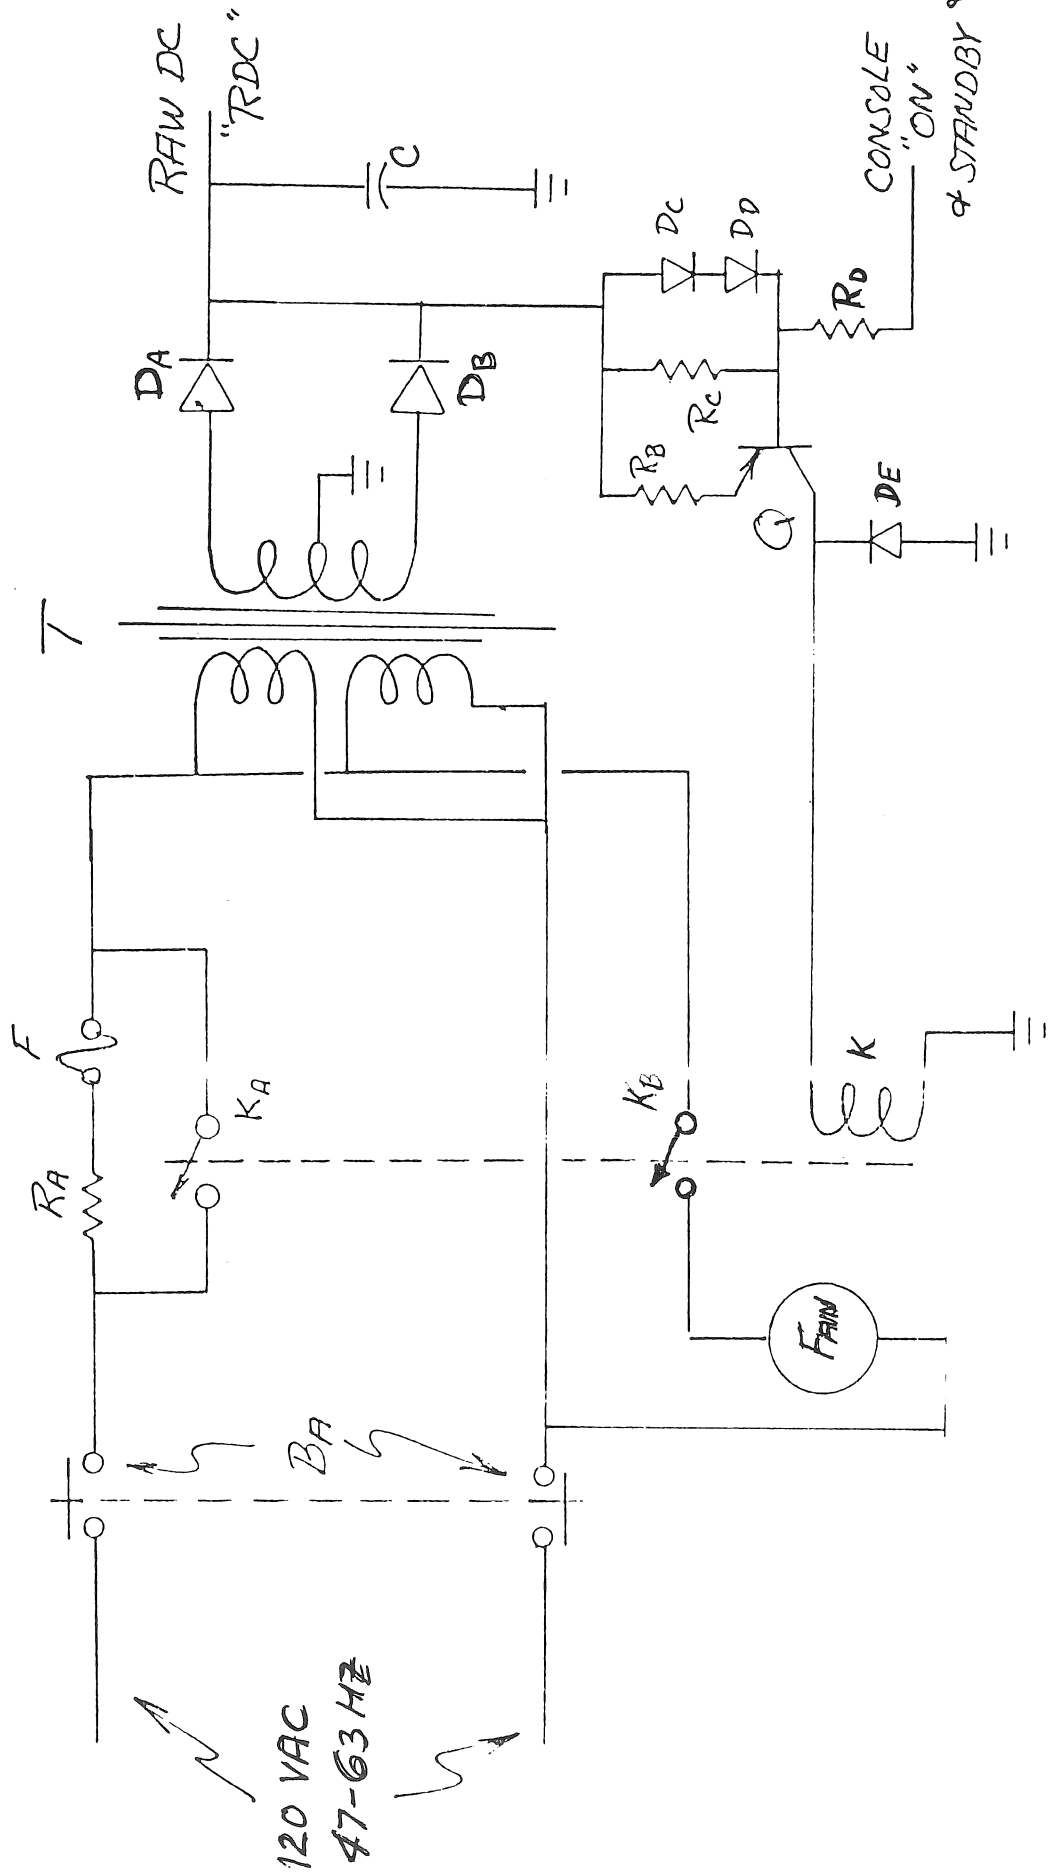 RAW DC
"RDC"
C
DA
DB
T
DC
DD
RB
RC
RD
Q
DE
CONSOLE
"ON"
& STANDBY
F
RA
KA
KB
K
BA
FAN
120 VAC
47-63 HZ